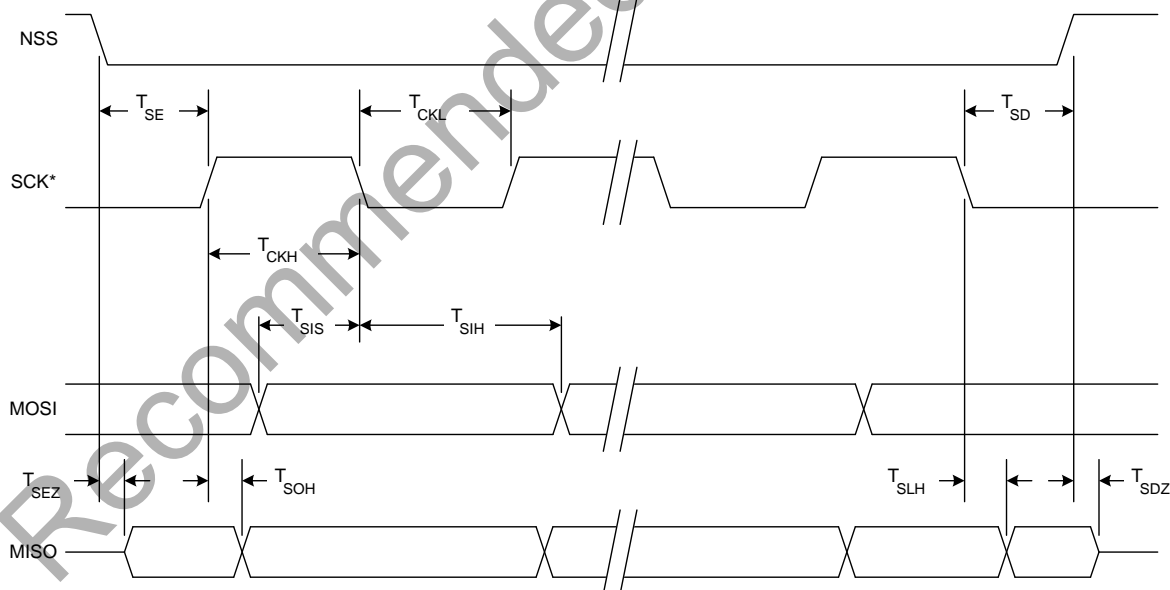 NSS
T SE
T CKL
T SD
SCK*
T CKH
T SIS
T SIH
MOSI
T SEZ
T SOH
T SLH
T SDZ
MISO
Recommended